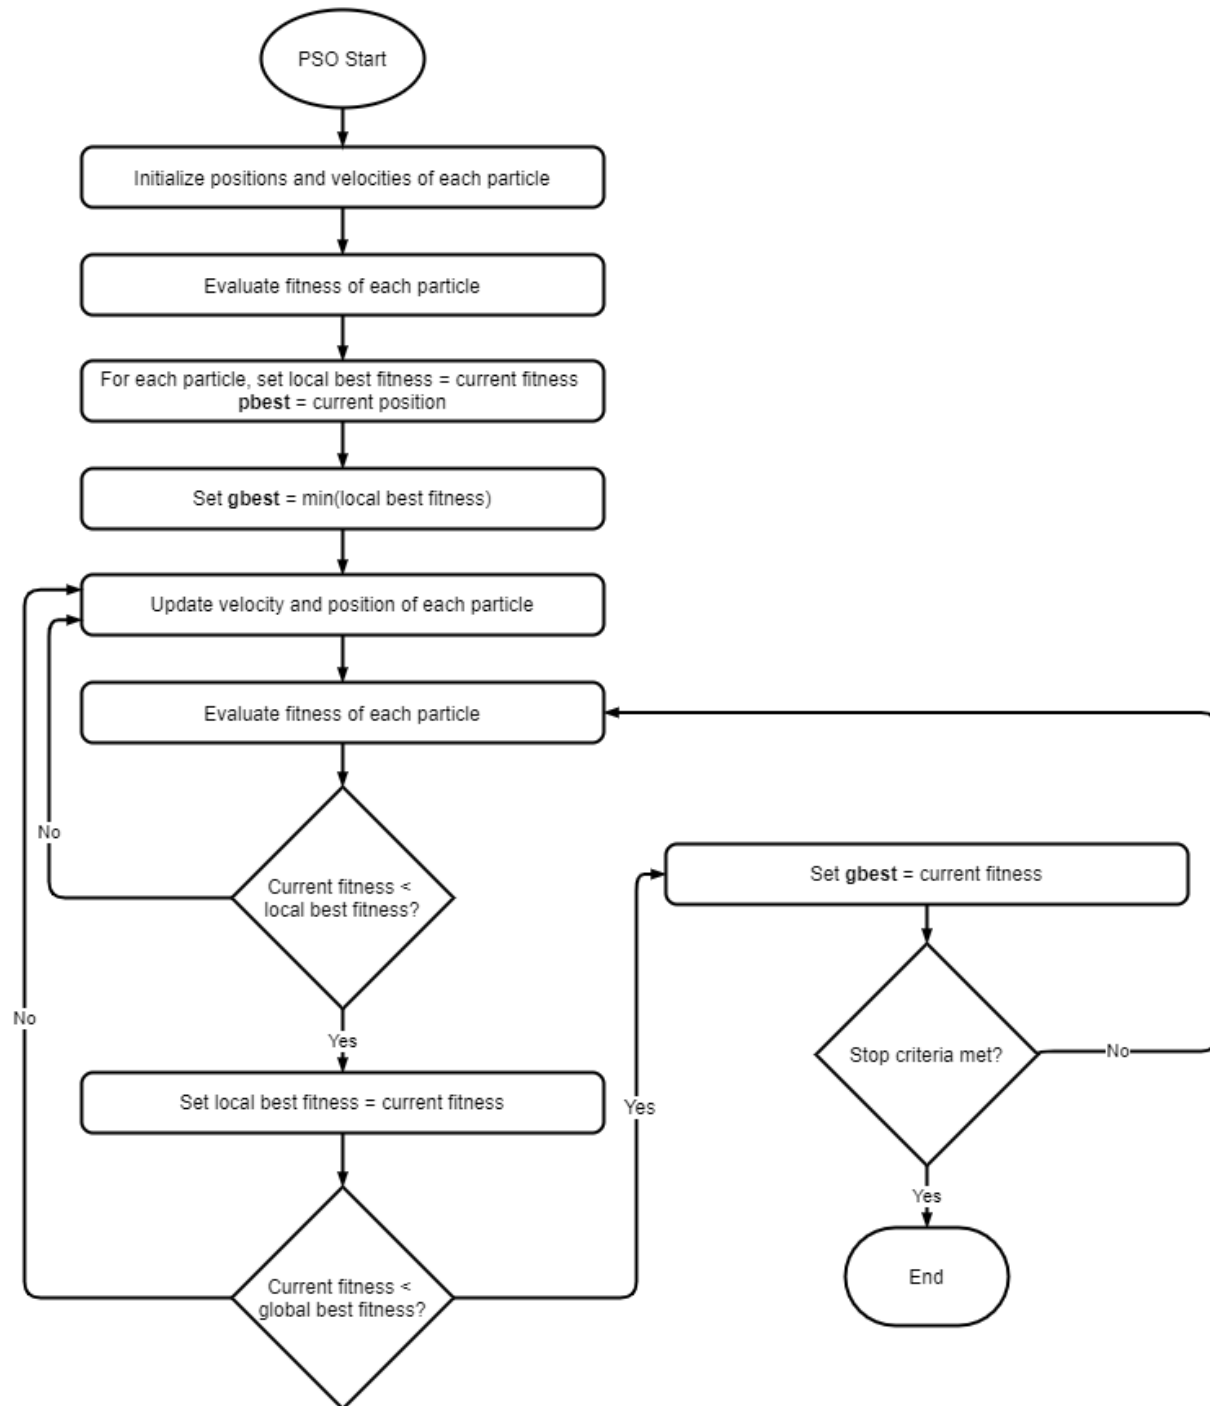 PSO Start
Initialize positions and velocities of each particle
Evaluate fitness of each particle
For each particle, set local best fitness = current fitness
pbest = current position
Set gbest = min(local best fitness)
Update velocity and position of each particle
Evaluate fitness of each particle
No
Current fitness <
local best fitness?
Yes
Set local best fitness = current fitness
No
Current fitness <
global best fitness?
Yes
Set gbest = current fitness
Stop criteria met?
No
Yes
End